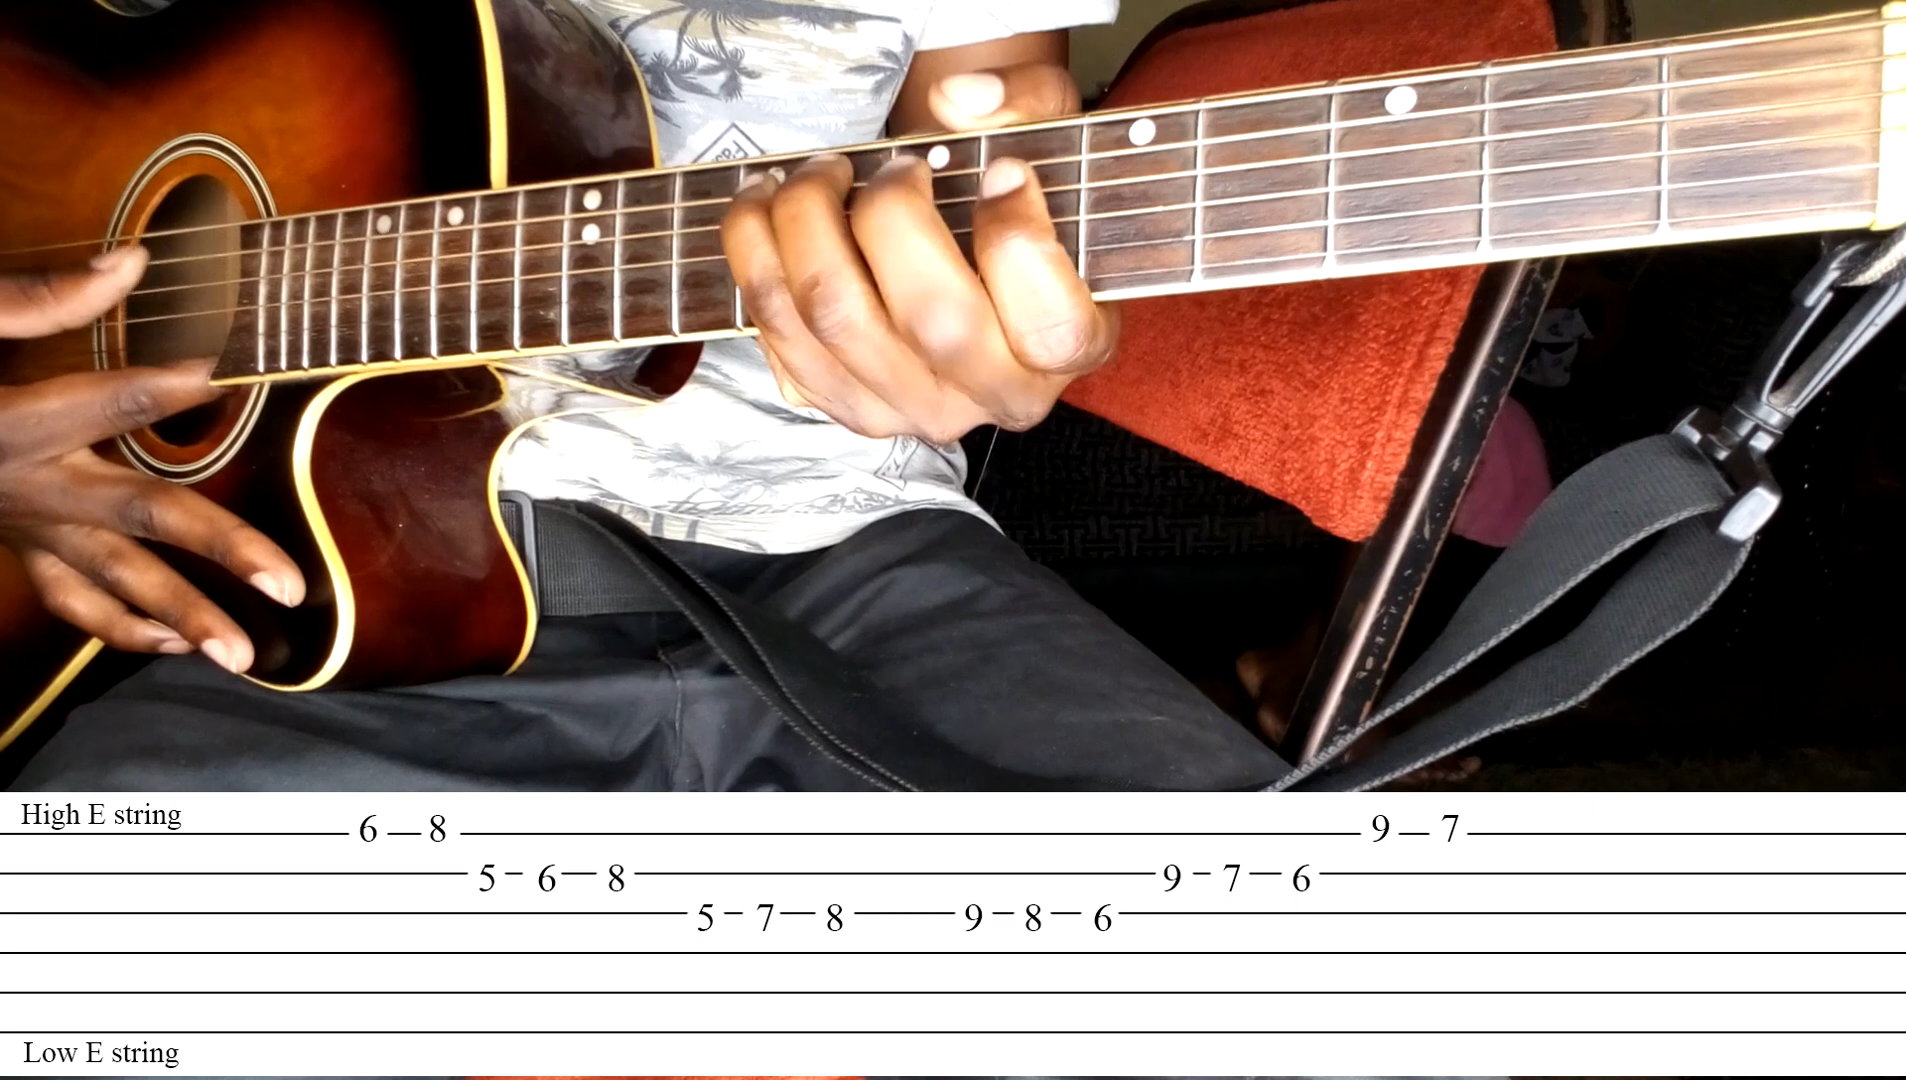 High E string
6 8 9 7
5 6 8 9 7 6
5 7 8 9 8 6
Low E string